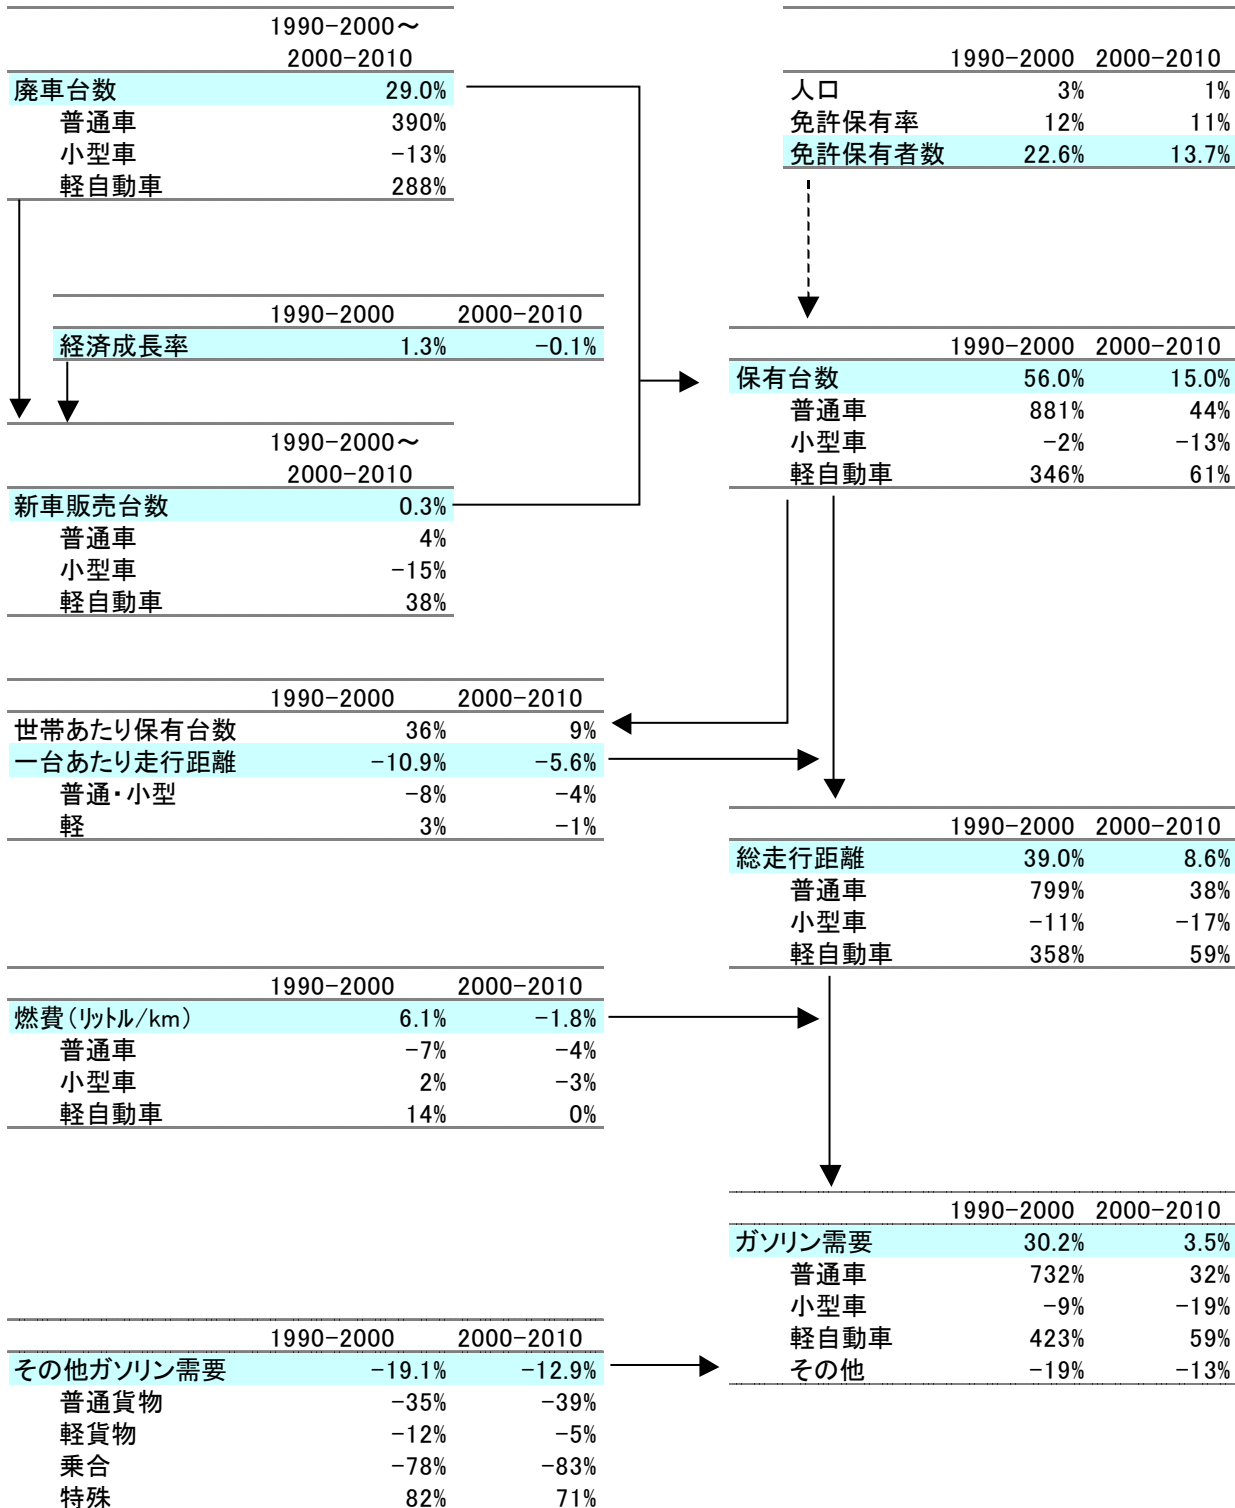 1990-2000～
2000-2010
廃車台数 29.0%
普通車 390%
小型車 -13%
軽自動車 288%
1990-2000 2000-2010
人口 3% 1%
免許保有率 12% 11%
免許保有者数 22.6% 13.7%
1990-2000 2000-2010
経済成長率 1.3% -0.1%
1990-2000 2000-2010
保有台数 56.0% 15.0%
普通車 881% 44%
小型車 -2% -13%
軽自動車 346% 61%
1990-2000～
2000-2010
新車販売台数 0.3%
普通車 4%
小型車 -15%
軽自動車 38%
1990-2000 2000-2010
世帯あたり保有台数 36% 9%
一台あたり走行距離 -10.9% -5.6%
普通・小型 -8% -4%
軽 3% -1%
1990-2000 2000-2010
総走行距離 39.0% 8.6%
普通車 799% 38%
小型車 -11% -17%
軽自動車 358% 59%
1990-2000 2000-2010
燃費(リットル/km) 6.1% -1.8%
普通車 -7% -4%
小型車 2% -3%
軽自動車 14% 0%
1990-2000 2000-2010
ガソリン需要 30.2% 3.5%
普通車 732% 32%
小型車 -9% -19%
軽自動車 423% 59%
その他 -19% -13%
1990-2000 2000-2010
その他ガソリン需要 -19.1% -12.9%
普通貨物 -35% -39%
軽貨物 -12% -5%
乗合 -78% -83%
特殊 82% 71%